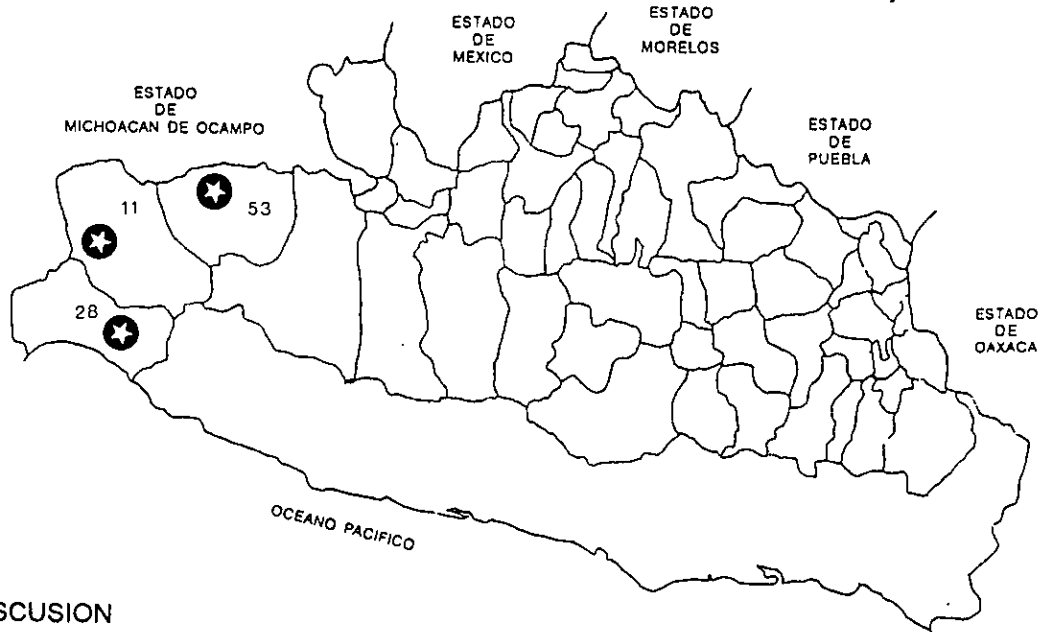 ESTADO
DE
MEXICO
ESTADO
DE
MORELOS
ESTADO
DE
MICHOACAN DE OCAMPO
ESTADO
DE
PUEBLA
11
53
28
ESTADO
DE
OAXACA
OCEANO PACIFICO
SCUSION